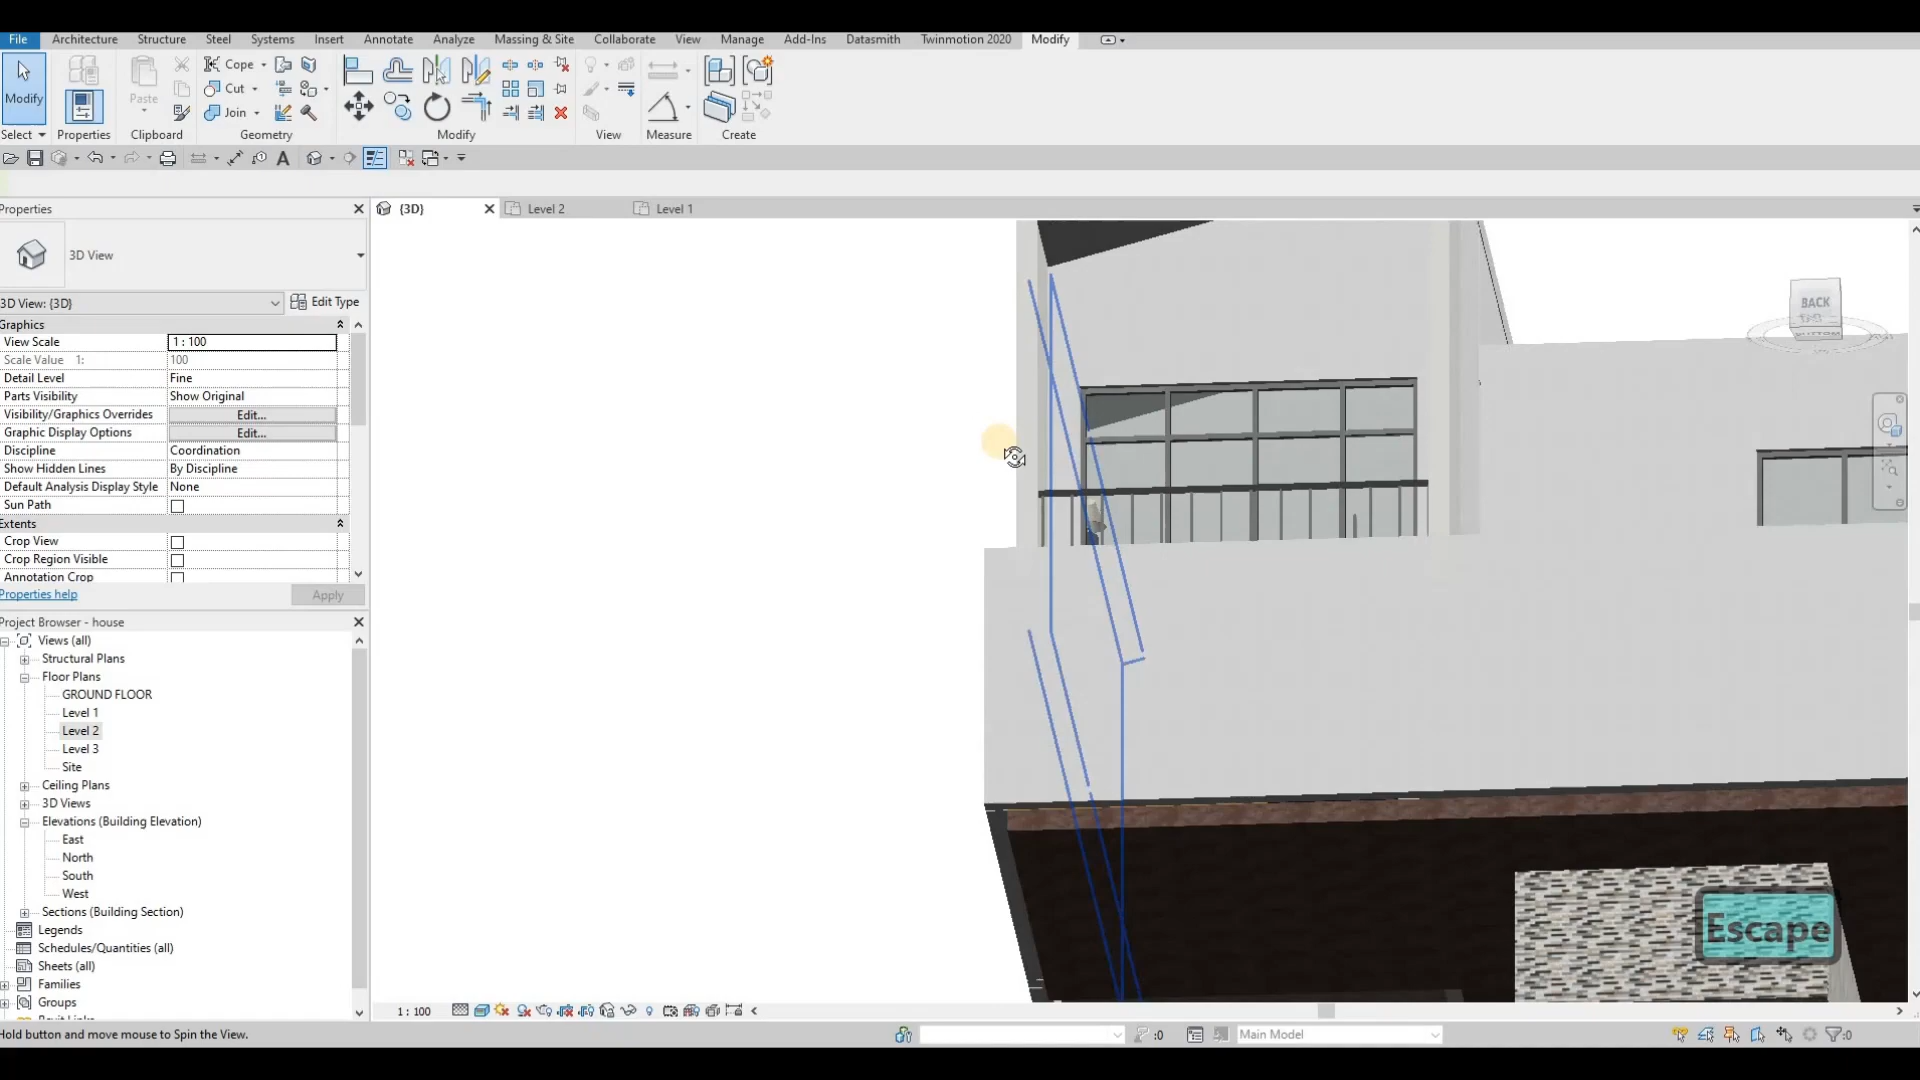 File Architecture Structure Steel Systems Insert Annotate Analyze Massing & Site Collaborate View Manage Add-Ins Datasmith Twinmotion 2020 Modify
Modify Paste Cope Cut Join
Select Properties Clipboard Geometry Modify View Measure Create
Properties
{3D} Level 2 Level 1
3D View
3D View: {3D} Edit Type
Graphics
View Scale 1 : 100
Scale Value 1: 100
Detail Level Fine
Parts Visibility Show Original
Visibility/Graphics Overrides Edit...
Graphic Display Options Edit...
Discipline Coordination
Show Hidden Lines By Discipline
Default Analysis Display Style None
Sun Path
Extents
Crop View
Crop Region Visible
Annotation Crop
Properties help Apply
Project Browser - house
Views (all)
Structural Plans
Floor Plans
GROUND FLOOR
Level 1
Level 2
Level 3
Site
Ceiling Plans
3D Views
Elevations (Building Elevation)
East
North
South
West
Sections (Building Section)
Legends
Schedules/Quantities (all)
Sheets (all)
Families
Groups
BACK
Escape
1 : 100
Hold button and move mouse to Spin the View.
:0 Main Model :0